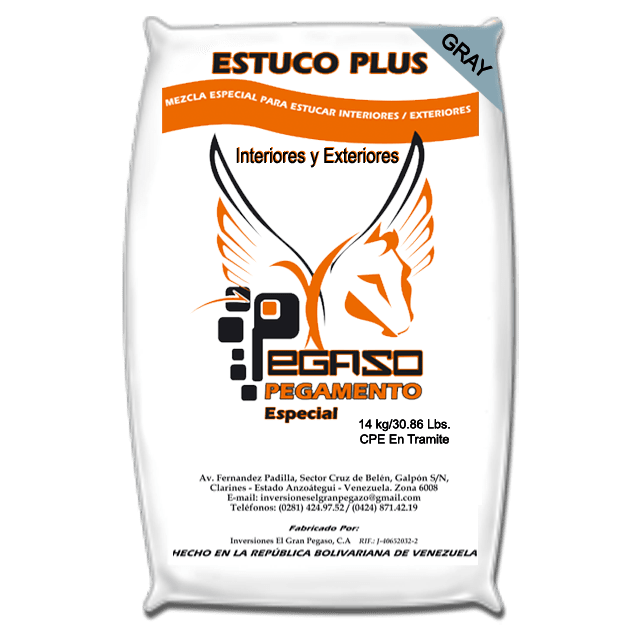 ESTUCO PLUS
GRAY
MEZCLA ESPECIAL PARA ESTUCAR INTERIORES / EXTERIORES
Interiores y Exteriores
PEGASO
PEGAMENTO
Especial
14 kg/30.86 Lbs.
CPE En Tramite
Av. Fernandez Padilla, Sector Cruz de Belén, Galpón S/N,
Clarines - Estado Anzoátegui - Venezuela. Zona 6008
E-mail: inversioneselgranpegazo@gmail.com
Teléfonos: (0281) 424.97.52 / (0424) 871.42.19
Fabricado Por:
Inversiones El Gran Pegaso, C.A RIF.: J-40652032-2
HECHO EN LA REPÚBLICA BOLIVARIANA DE VENEZUELA